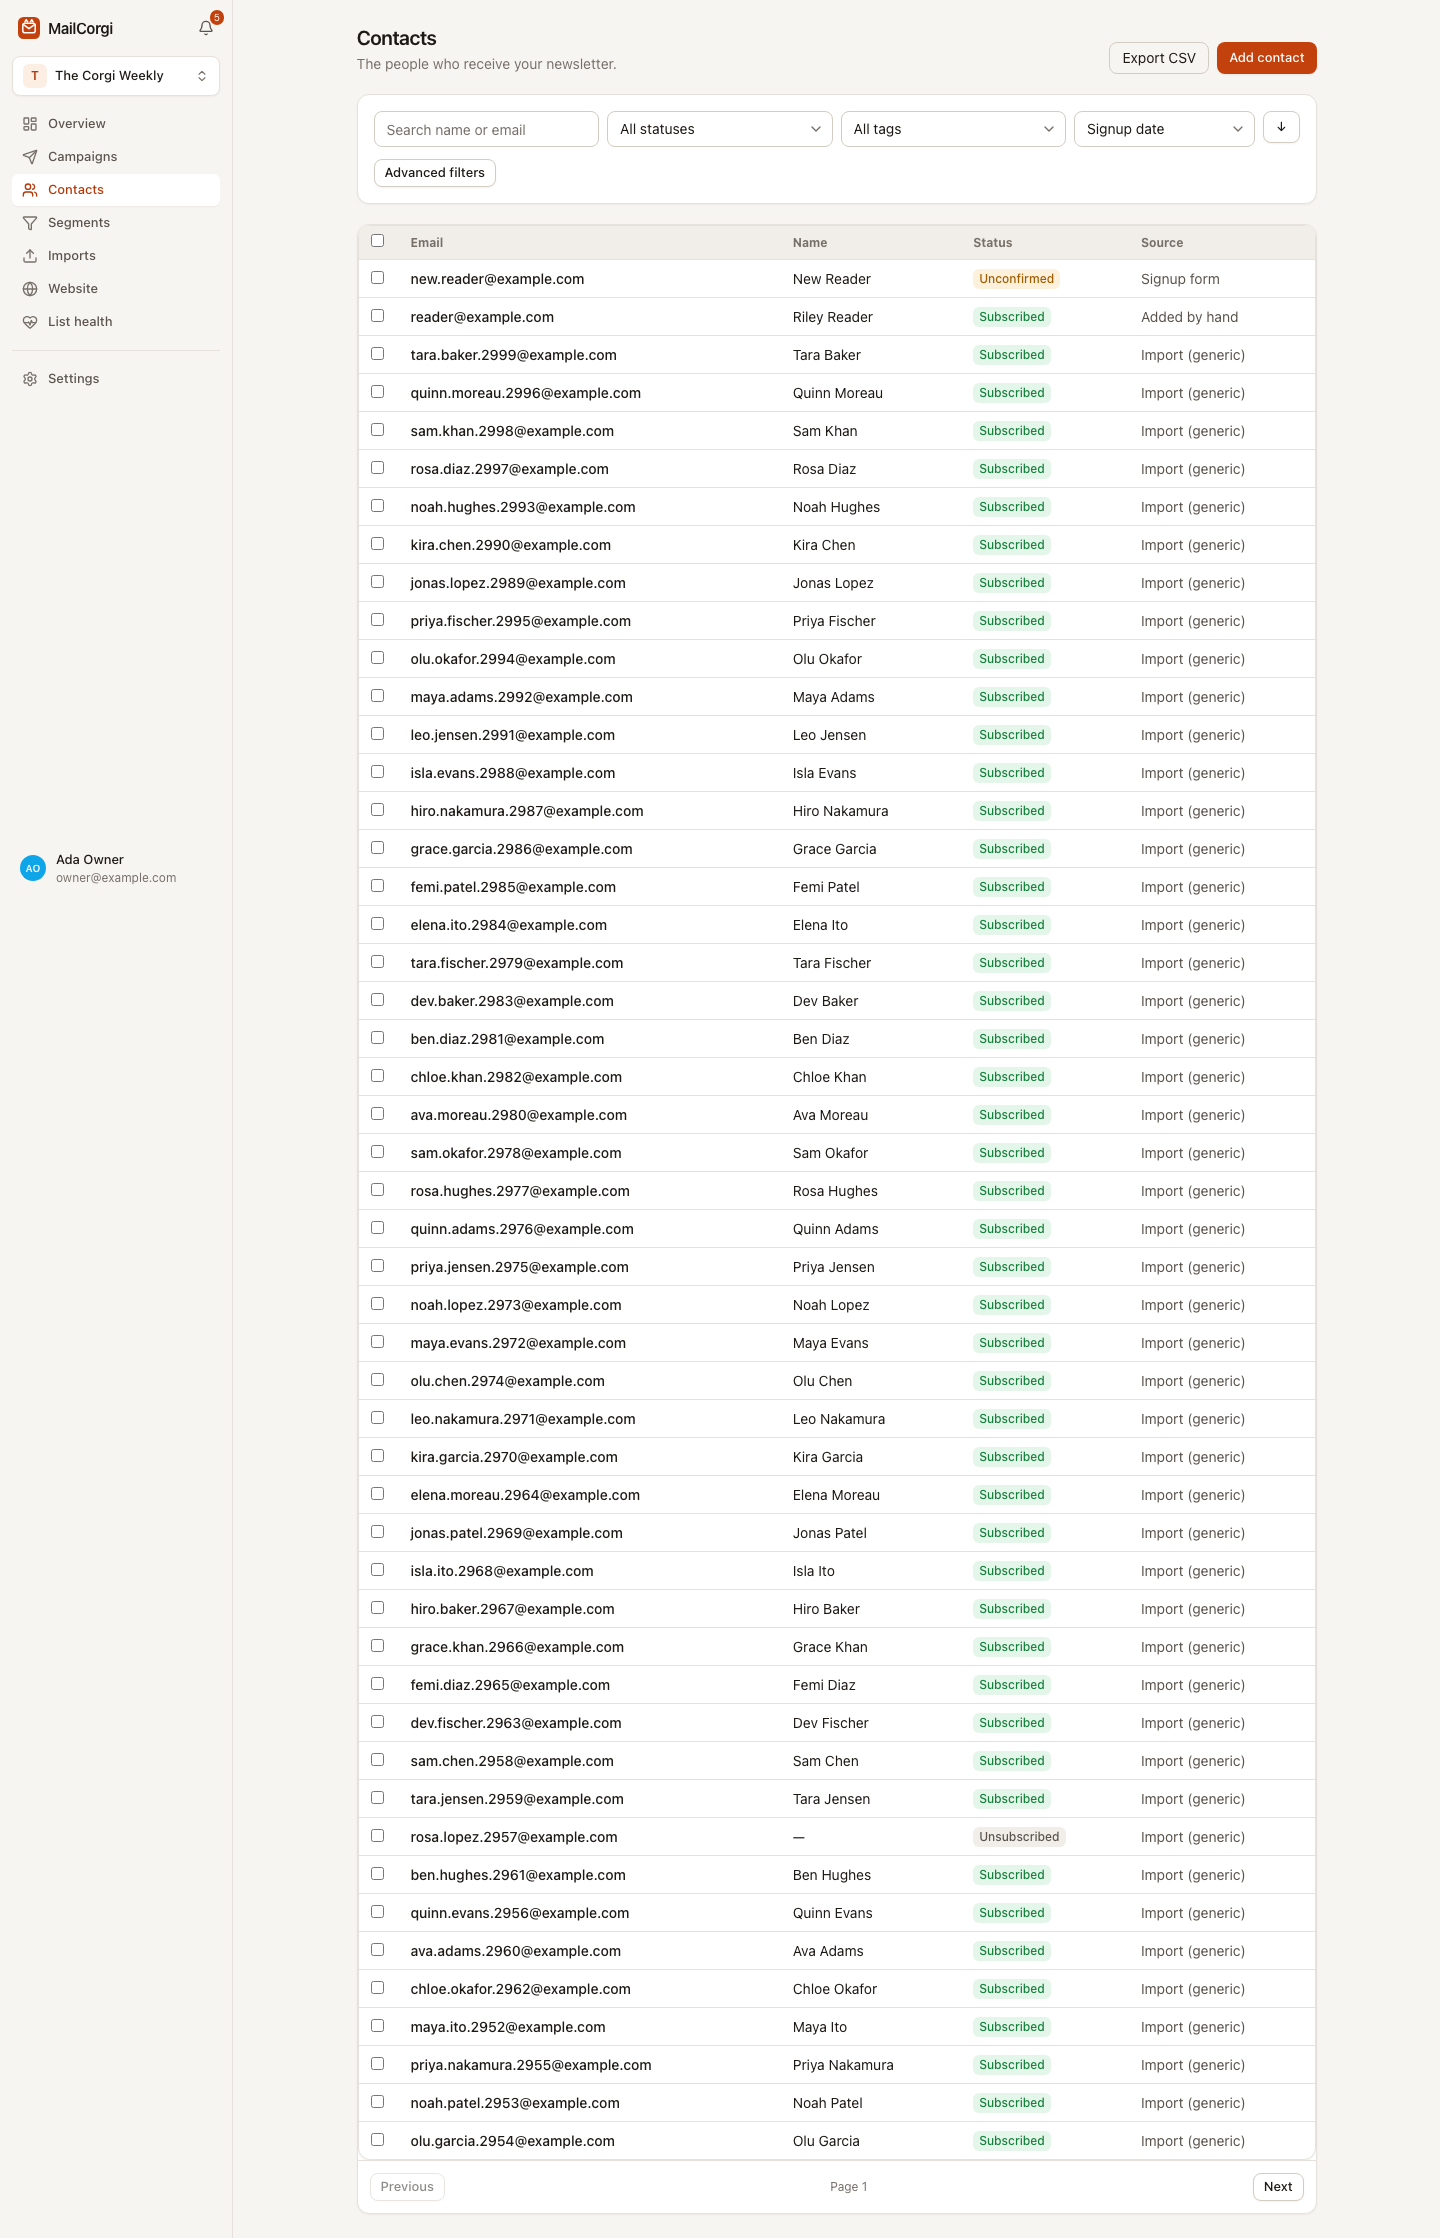 MailCorgi
5
T The Corgi Weekly
Overview
Campaigns
Contacts
Segments
Imports
Website
List health
Settings
AO Ada Owner
owner@example.com
Contacts
The people who receive your newsletter.
Export CSV Add contact
Search name or email All statuses All tags Signup date
Advanced filters
Email Name Status Source
new.reader@example.com New Reader Unconfirmed Signup form
reader@example.com Riley Reader Subscribed Added by hand
tara.baker.2999@example.com Tara Baker Subscribed Import (generic)
quinn.moreau.2996@example.com Quinn Moreau Subscribed Import (generic)
sam.khan.2998@example.com Sam Khan Subscribed Import (generic)
rosa.diaz.2997@example.com Rosa Diaz Subscribed Import (generic)
noah.hughes.2993@example.com Noah Hughes Subscribed Import (generic)
kira.chen.2990@example.com Kira Chen Subscribed Import (generic)
jonas.lopez.2989@example.com Jonas Lopez Subscribed Import (generic)
priya.fischer.2995@example.com Priya Fischer Subscribed Import (generic)
olu.okafor.2994@example.com Olu Okafor Subscribed Import (generic)
maya.adams.2992@example.com Maya Adams Subscribed Import (generic)
leo.jensen.2991@example.com Leo Jensen Subscribed Import (generic)
isla.evans.2988@example.com Isla Evans Subscribed Import (generic)
hiro.nakamura.2987@example.com Hiro Nakamura Subscribed Import (generic)
grace.garcia.2986@example.com Grace Garcia Subscribed Import (generic)
femi.patel.2985@example.com Femi Patel Subscribed Import (generic)
elena.ito.2984@example.com Elena Ito Subscribed Import (generic)
tara.fischer.2979@example.com Tara Fischer Subscribed Import (generic)
dev.baker.2983@example.com Dev Baker Subscribed Import (generic)
ben.diaz.2981@example.com Ben Diaz Subscribed Import (generic)
chloe.khan.2982@example.com Chloe Khan Subscribed Import (generic)
ava.moreau.2980@example.com Ava Moreau Subscribed Import (generic)
sam.okafor.2978@example.com Sam Okafor Subscribed Import (generic)
rosa.hughes.2977@example.com Rosa Hughes Subscribed Import (generic)
quinn.adams.2976@example.com Quinn Adams Subscribed Import (generic)
priya.jensen.2975@example.com Priya Jensen Subscribed Import (generic)
noah.lopez.2973@example.com Noah Lopez Subscribed Import (generic)
maya.evans.2972@example.com Maya Evans Subscribed Import (generic)
olu.chen.2974@example.com Olu Chen Subscribed Import (generic)
leo.nakamura.2971@example.com Leo Nakamura Subscribed Import (generic)
kira.garcia.2970@example.com Kira Garcia Subscribed Import (generic)
elena.moreau.2964@example.com Elena Moreau Subscribed Import (generic)
jonas.patel.2969@example.com Jonas Patel Subscribed Import (generic)
isla.ito.2968@example.com Isla Ito Subscribed Import (generic)
hiro.baker.2967@example.com Hiro Baker Subscribed Import (generic)
grace.khan.2966@example.com Grace Khan Subscribed Import (generic)
femi.diaz.2965@example.com Femi Diaz Subscribed Import (generic)
dev.fischer.2963@example.com Dev Fischer Subscribed Import (generic)
sam.chen.2958@example.com Sam Chen Subscribed Import (generic)
tara.jensen.2959@example.com Tara Jensen Subscribed Import (generic)
rosa.lopez.2957@example.com — Unsubscribed Import (generic)
ben.hughes.2961@example.com Ben Hughes Subscribed Import (generic)
quinn.evans.2956@example.com Quinn Evans Subscribed Import (generic)
ava.adams.2960@example.com Ava Adams Subscribed Import (generic)
chloe.okafor.2962@example.com Chloe Okafor Subscribed Import (generic)
maya.ito.2952@example.com Maya Ito Subscribed Import (generic)
priya.nakamura.2955@example.com Priya Nakamura Subscribed Import (generic)
noah.patel.2953@example.com Noah Patel Subscribed Import (generic)
olu.garcia.2954@example.com Olu Garcia Subscribed Import (generic)
Previous Page 1 Next